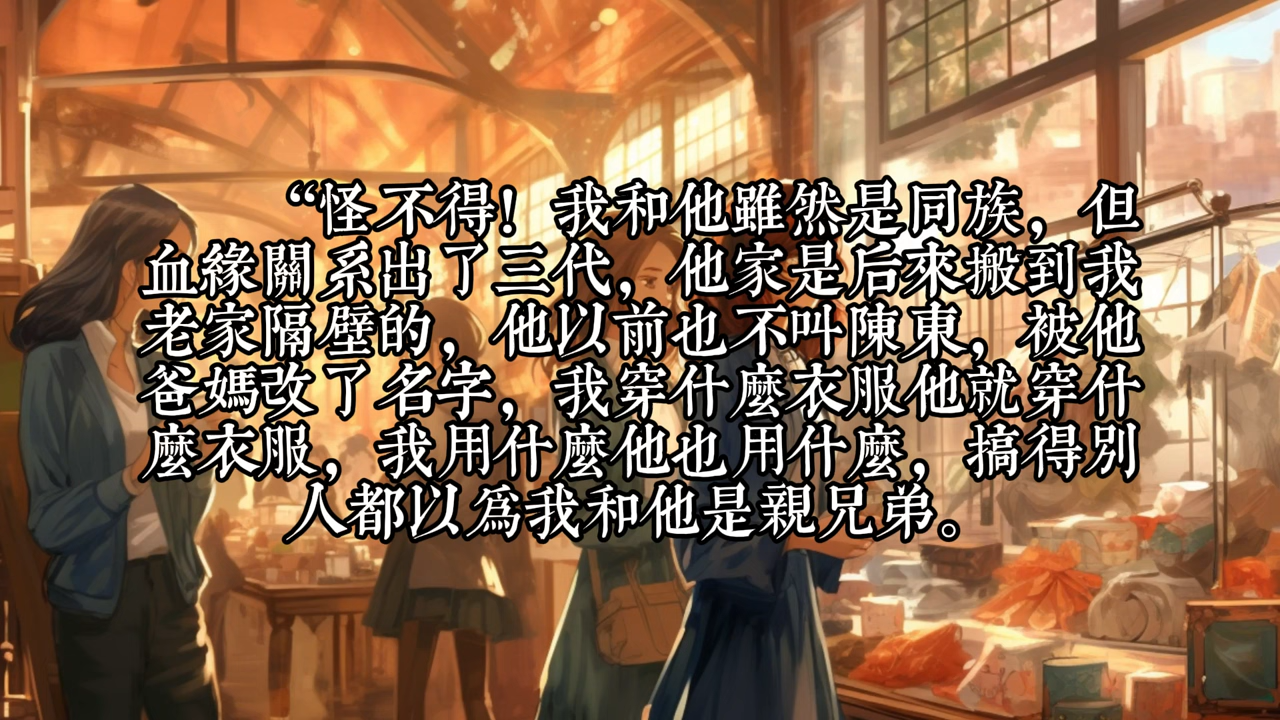 “怪不得！我和他雖然是同族，但
血緣關系出了三代，他家是后來搬到我
老家隔壁的，他以前也不叫陳東，被他
爸媽改了名字，我穿什麼衣服他就穿什
麼衣服，我用什麼他也用什麼，搞得別
人都以爲我和他是親兄弟。